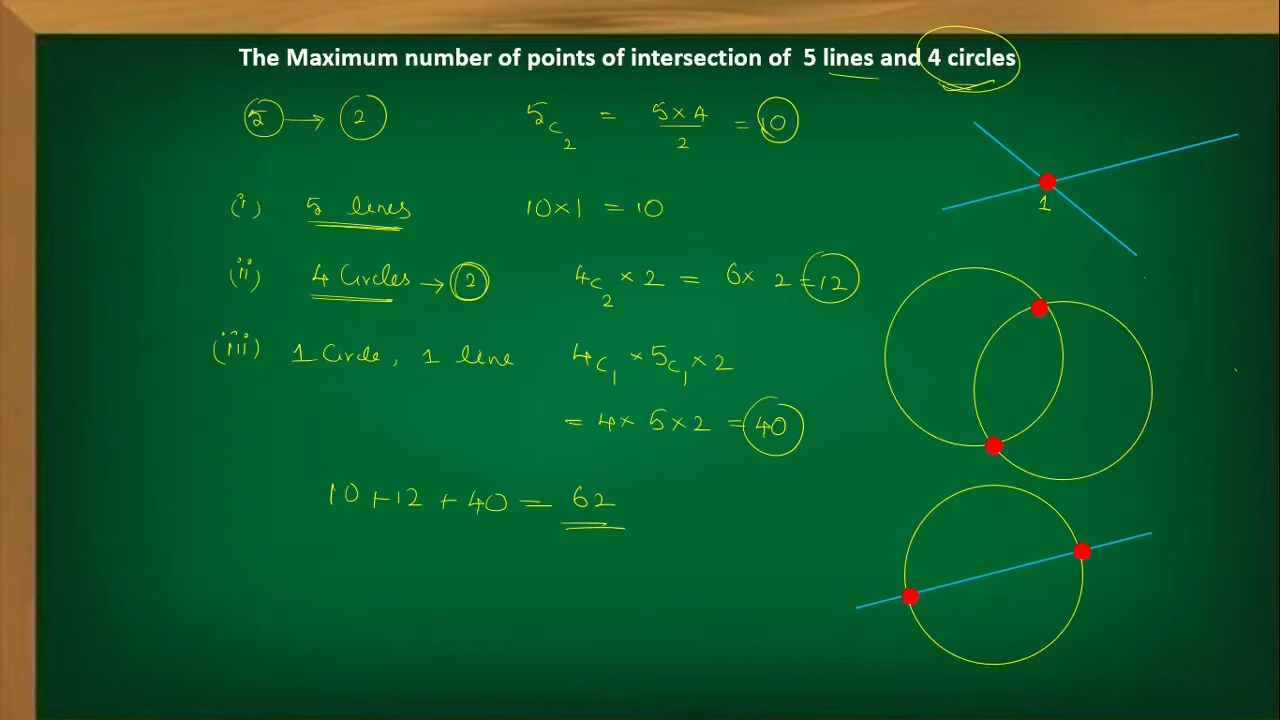 The Maximum number of points of intersection of 5 lines and 4 circles
5 → 2 5C2 = 5×4/2 = 10
(i) 5 lines 10×1 = 10
(ii) 4 Circles → 2 4C2 × 2 = 6× 2 = 12
(iii) 1 Circle, 1 line 4C1 × 5C1 × 2
= 4× 5×2 = 40
10 + 12 + 40 = 62
1